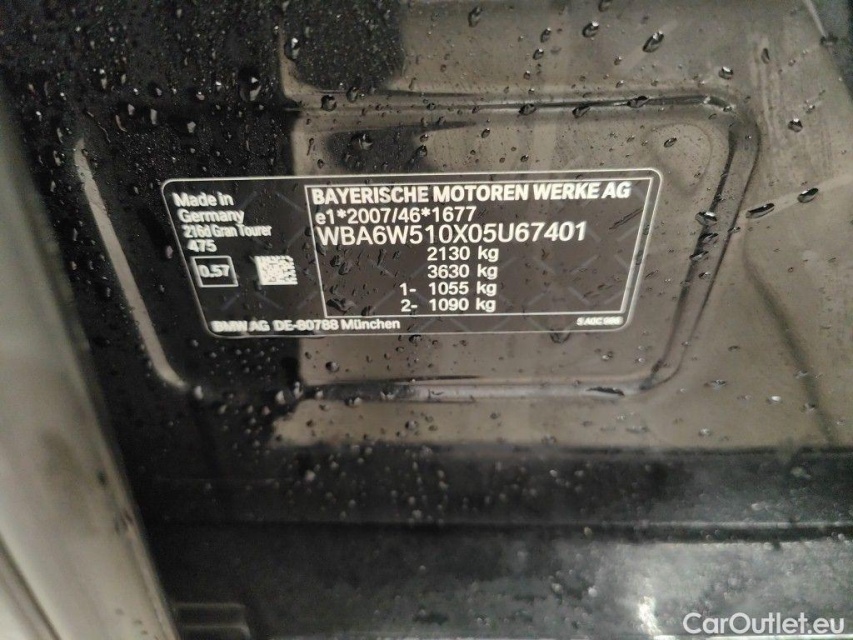 Made in
Germany
216d Gran Tourer
475
0.57
BAYERISCHE MOTOREN WERKE AG
e1*2007/46*1677
WBA6W510X05U67401
2130 kg
3630 kg
1- 1055 kg
2- 1090 kg
BMW AG DE-80788 München
CarOutlet.eu